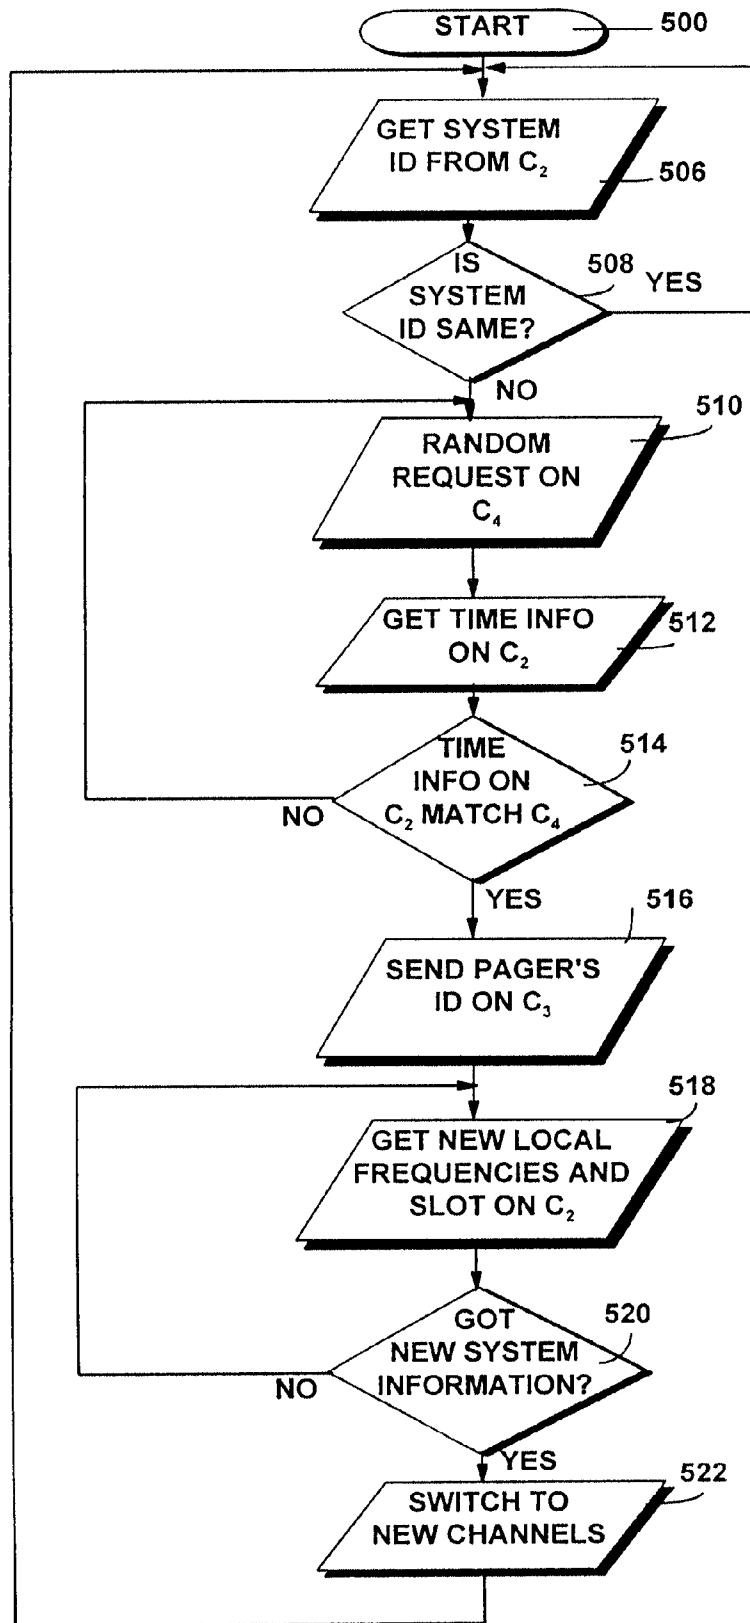 START
500
GET SYSTEM
ID FROM C₂
506
IS
SYSTEM
ID SAME?
508
YES
NO
510
RANDOM
REQUEST ON
C₄
GET TIME INFO
ON C₂
512
TIME
INFO ON
C₂ MATCH C₄
514
NO
YES
516
SEND PAGER'S
ID ON C₃
518
GET NEW LOCAL
FREQUENCIES AND
SLOT ON C₂
GOT
NEW SYSTEM
INFORMATION?
520
NO
YES
522
SWITCH TO
NEW CHANNELS